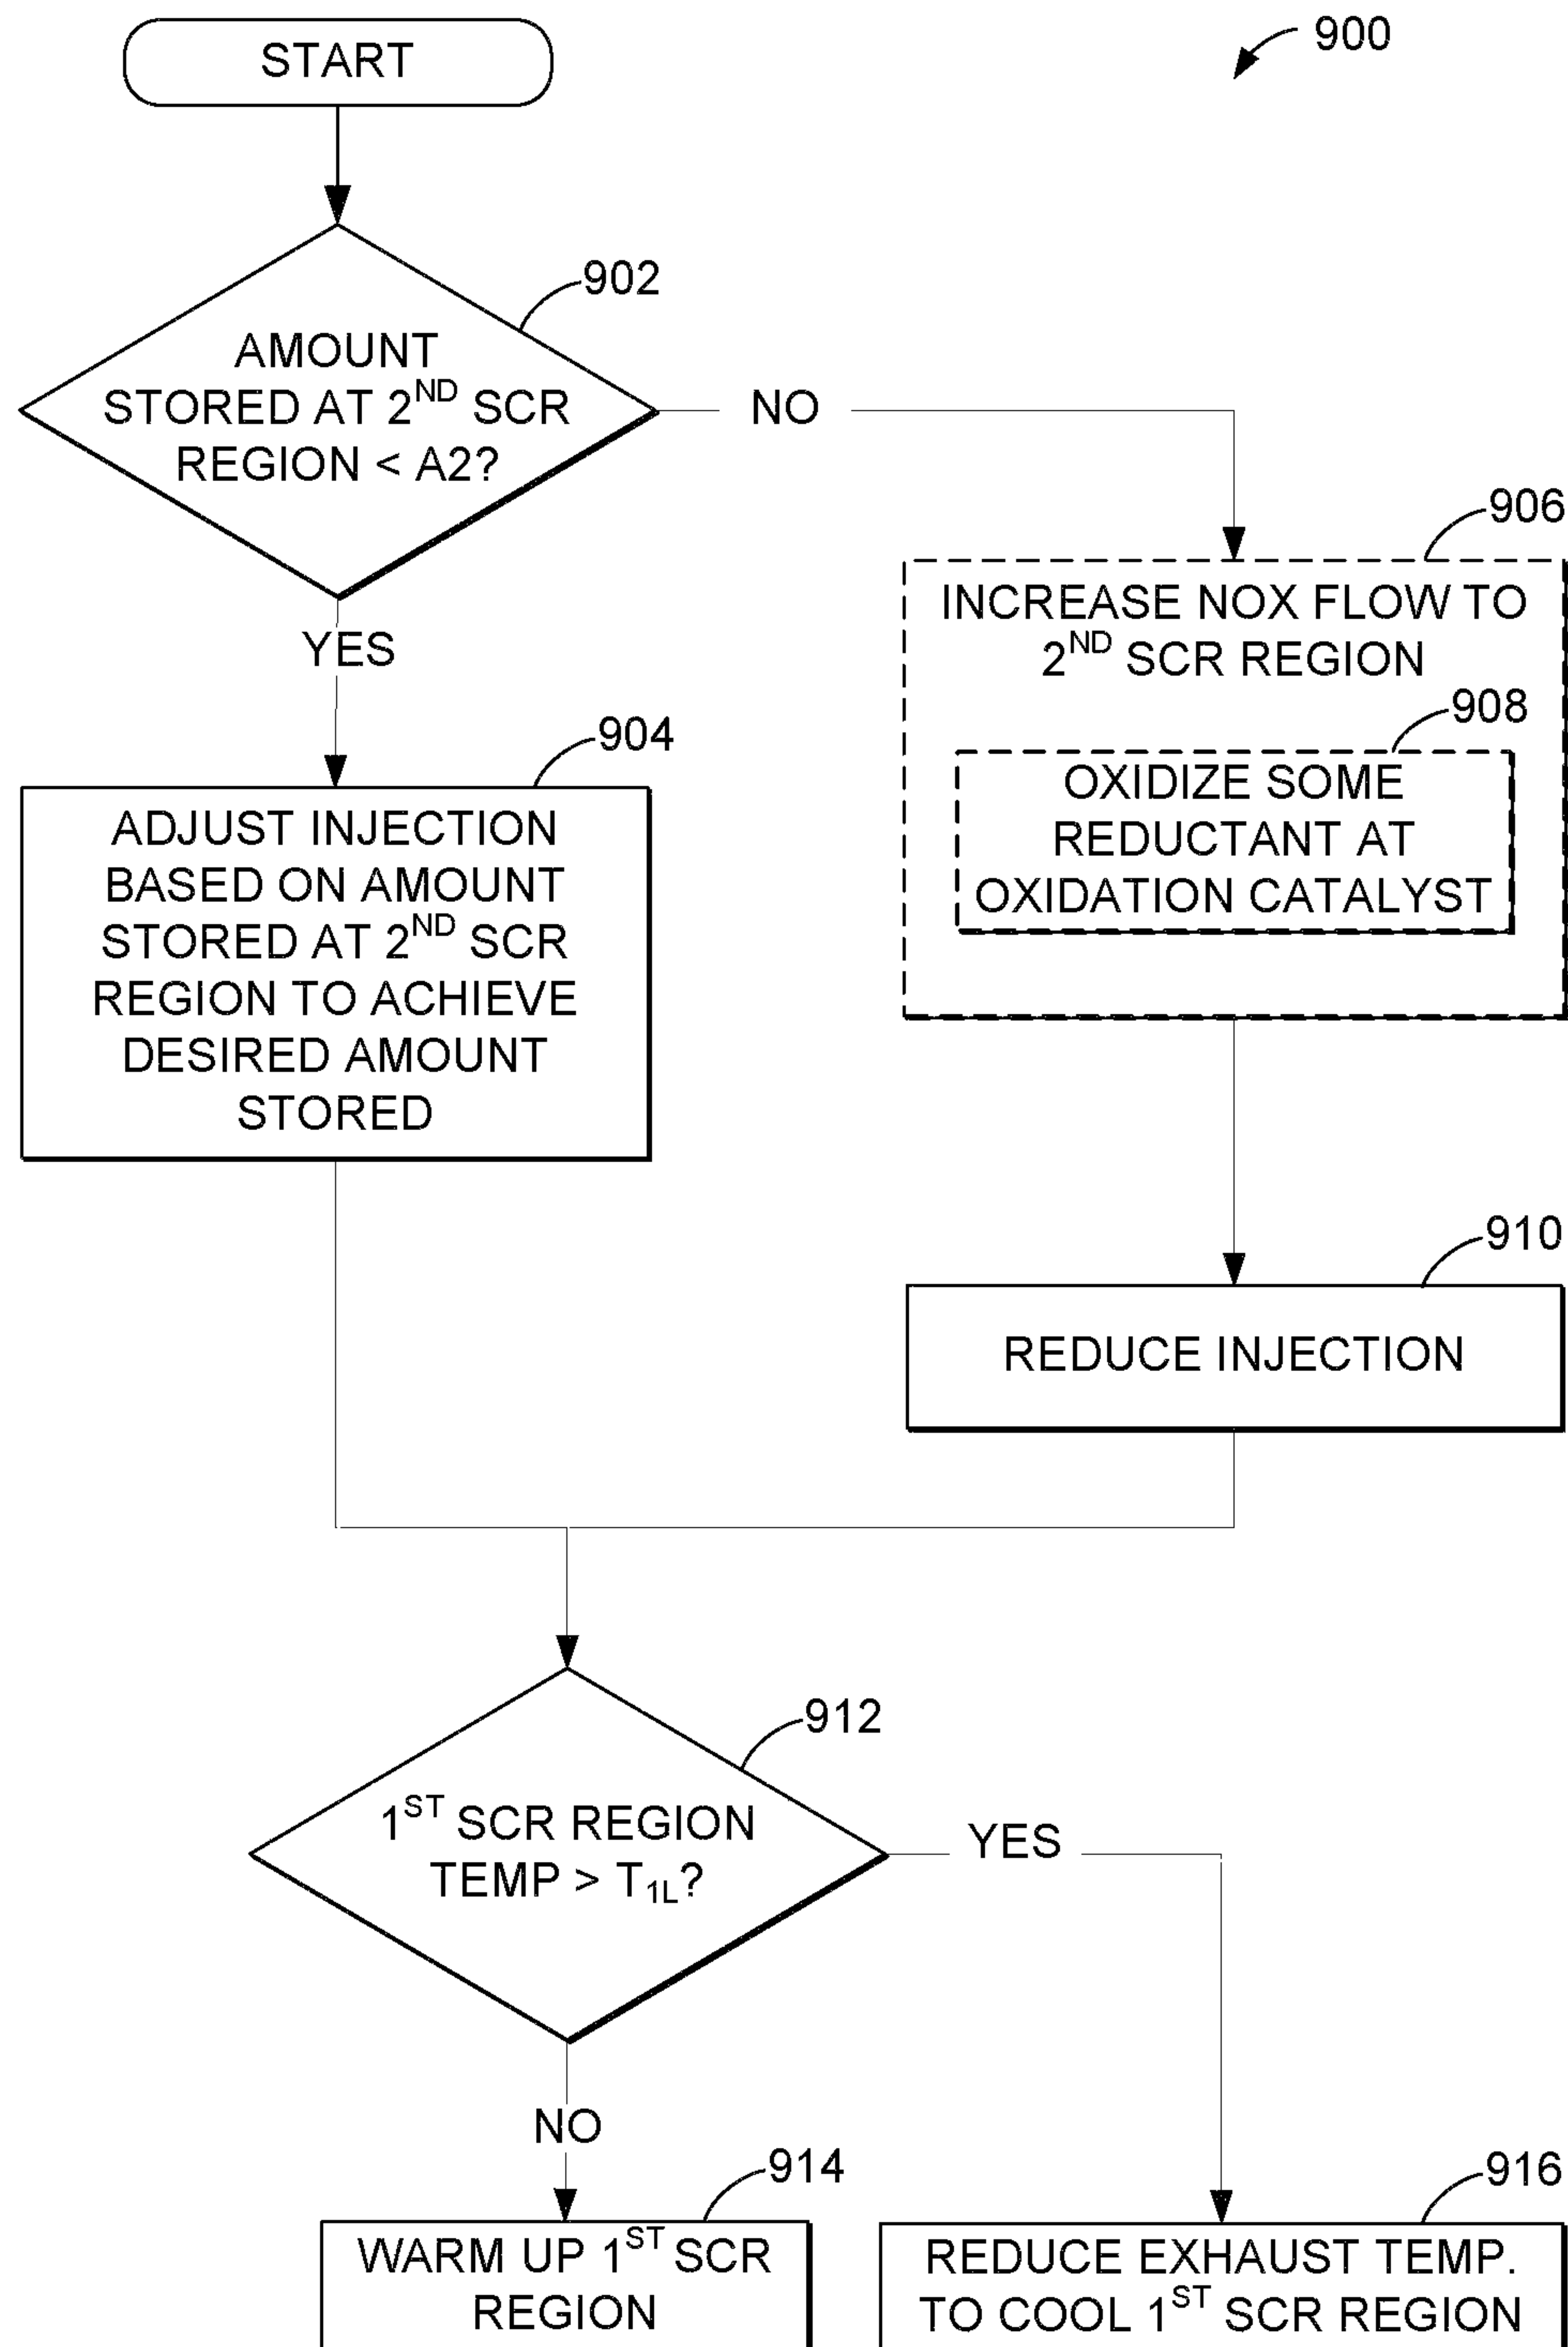 START
900
902
AMOUNT
STORED AT 2ND SCR
REGION < A2?
NO
YES
904
ADJUST INJECTION
BASED ON AMOUNT
STORED AT 2ND SCR
REGION TO ACHIEVE
DESIRED AMOUNT
STORED
906
INCREASE NOX FLOW TO
2ND SCR REGION
908
OXIDIZE SOME
REDUCTANT AT
OXIDATION CATALYST
910
REDUCE INJECTION
912
1ST SCR REGION
TEMP > T1L?
YES
NO
914
WARM UP 1ST SCR
REGION
916
REDUCE EXHAUST TEMP.
TO COOL 1ST SCR REGION